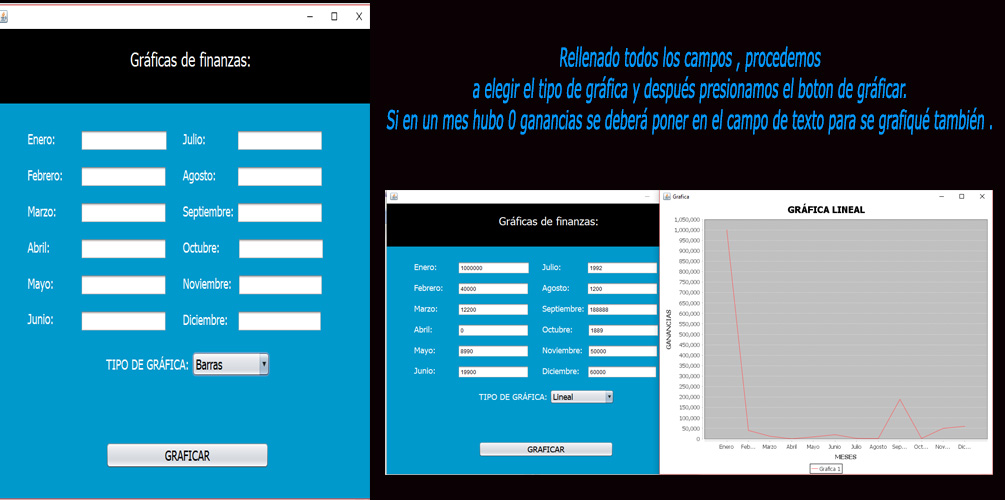 Gráficas de finanzas:
Enero: Julio:
Febrero: Agosto:
Marzo: Septiembre:
Abril: Octubre:
Mayo: Noviembre:
Junio: Diciembre:
TIPO DE GRÁFICA: Barras
GRAFICAR
Rellenado todos los campos , procedemos
a elegir el tipo de gráfica y después presionamos el boton de gráficar.
Si en un mes hubo 0 ganancias se deberá poner en el campo de texto para se grafiqué también .
Gráficas de finanzas:
Enero: 1000000 Julio: 1992
Febrero: 40000 Agosto: 1200
Marzo: 12200 Septiembre: 188888
Abril: 0 Octubre: 1889
Mayo: 8990 Noviembre: 50000
Junio: 19900 Diciembre: 60000
TIPO DE GRÁFICA: Lineal
GRAFICAR
Grafica
GRÁFICA LINEAL
1,050,000
1,000,000
950,000
900,000
850,000
800,000
750,000
700,000
650,000
600,000
550,000
500,000
450,000
400,000
350,000
300,000
250,000
200,000
150,000
100,000
50,000
0
GANANCIAS
Enero Feb... Marzo Abril Mayo Junio Julio Agosto Sep... Oct... Nov... Dic...
MESES
Grafica 1